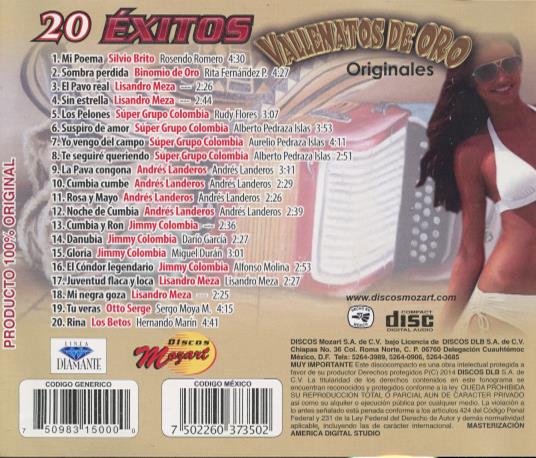 20 ÉXITOS
VALLENATOS DE ORO
Originales
1. Mi Poema Silvio Brito Rosendo Romero 4:30
2. Sombra perdida Binomio de Oro Rita Fernández P. 4:27
3. El Pavo real Lisandro Meza ---- 2:26
4. Sin estrella Lisandro Meza ---- 2:44
5. Los Pelones Súper Grupo Colombia Rudy Flores 3:07
6. Suspiro de amor Súper Grupo Colombia Alberto Pedraza Islas 3:53
7. Yo vengo del campo Súper Grupo Colombia Aurelio Pedraza Islas 4:11
8. Te seguiré queriendo Súper Grupo Colombia Alberto Pedraza Islas 2:51
9. La Pava congona Andrés Landeros Andrés Landeros 3:11
10. Cumbia cumbe Andrés Landeros Andrés Landeros 2:29
11. Rosa y Mayo Andrés Landeros Andrés Landeros 2:26
12. Noche de Cumbia Andrés Landeros Andrés Landeros 2:39
13. Cumbia y Ron Jimmy Colombia ---- 2:36
14. Danubia Jimmy Colombia Darío García 2:27
15. Gloria Jimmy Colombia Miguel Durán 3:01
16. El Cóndor legendario Jimmy Colombia Alfonso Molina 2:53
17. Juventud flaca y loca Lisandro Meza Lisandro Meza 2:27
18. Mi negra goza Lisandro Meza ---- 2:25
19. Tu veras Otto Serge Sergo Moya M. 4:15
20. Rina Los Betos Hernando Marín 4:41
PRODUCTO 100% ORIGINAL
LINEA
DIAMANTE
Discos
Mozart
www.discosmozart.com
HECHO EN MEXICO
COMPACT
disc
DIGITAL AUDIO
DISCOS Mozart S.A. de C.V. bajo Licencia de DISCOS DLB S.A. de C.V.
Chiapas No. 36 Col. Roma Norte, C. P. 06760 Delegación Cuauhtémoc
México, D.F. Tels: 5264-3989, 5264-0906, 5264-3685
MUY IMPORTANTE Este discocompacto es una obra intelectual protegida a
favor de su productor Derechos protegidos P(C) 2014 DISCOS DLB S.A. de
C.V. La titularidad de los derechos contenidos en este fonograma se
encuentran reconocidos y protegidos conforme a la ley. QUEDA PROHIBIDA
SU REPRODUCCION TOTAL O PARCIAL AUN DE CARACTER PRIVADO
así como se alquiler o ejecución pública por cualquier medio. La violación a
lo antes señalado está penada conforme a los artículos 424 del Código Penal
Federal y 231 de la Ley Federal del Derecho de Autor y demás normatividad
aplicable, incluyendo las de carácter internacional. MASTERIZACIÓN
AMERICA DIGITAL STUDIO
CODIGO GENERICO
7 50983 15000 0
CODIGO MÉXICO
7 502260 373502